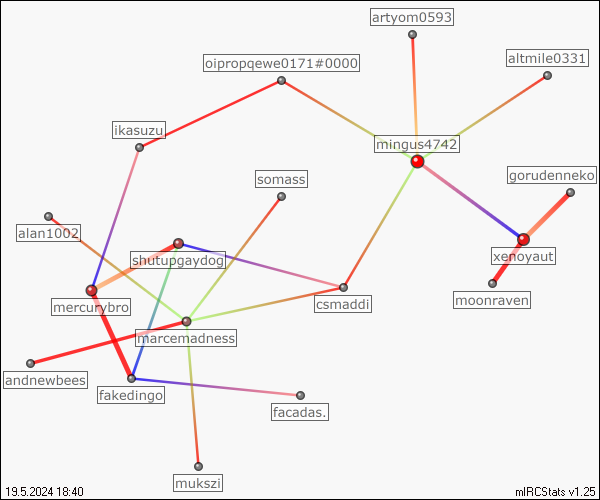 artyom0593
altmile0331
oipropqewe0171#0000
ikasuzu
mingus4742
somass
gorudenneko
alan1002
shutupgaydog
xenoyaut
mercurybro
csmaddi
moonraven
marcemadness
andnewbees
fakedingo
facadas.
mukszi
19.5.2024 18:40
mIRCStats v1.25